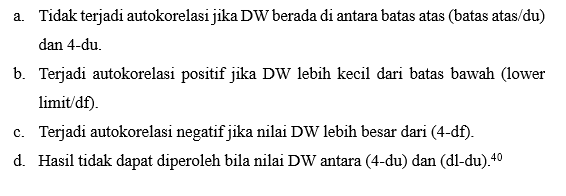 a. Tidak terjadi autokorelasi jika DW berada di antara batas atas (batas atas/du)
dan 4-du.
b. Terjadi autokorelasi positif jika DW lebih kecil dari batas bawah (lower
limit/df).
c. Terjadi autokorelasi negatif jika nilai DW lebih besar dari (4-df).
d. Hasil tidak dapat diperoleh bila nilai DW antara (4-du) dan (dl-du).⁴⁰